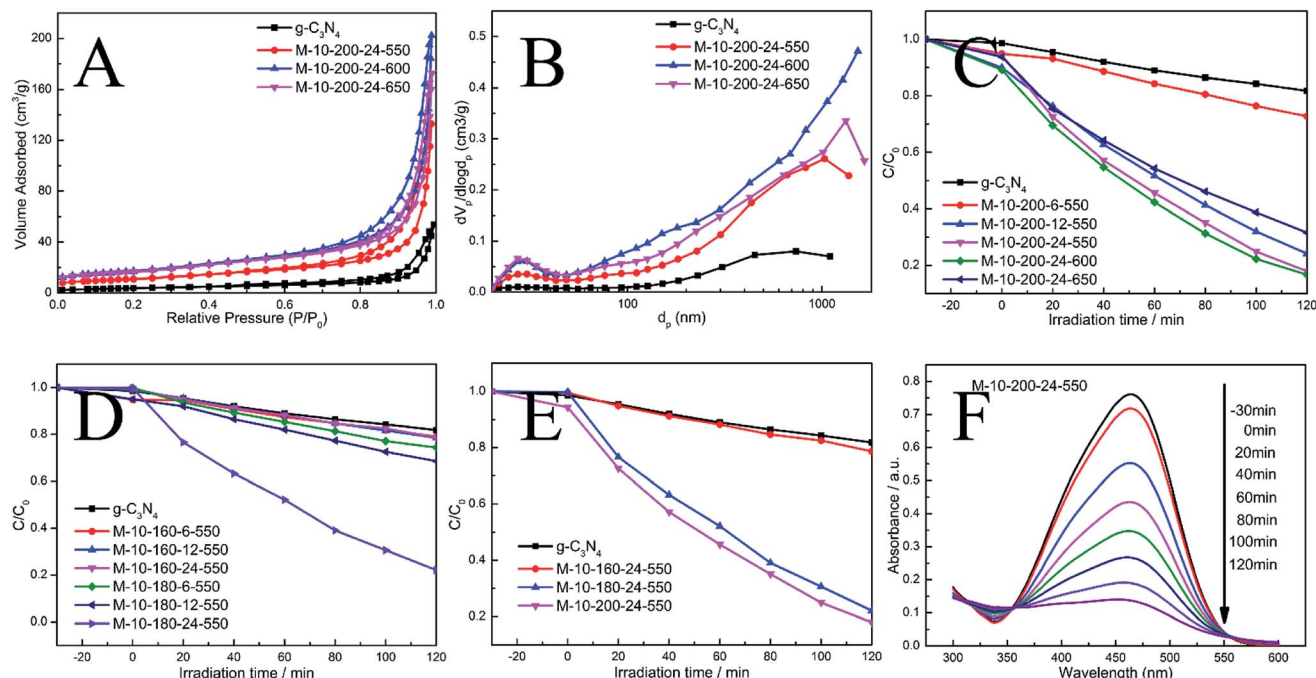 A
g-C₃N₄
M-10-200-24-550
M-10-200-24-600
M-10-200-24-650
Volume Adsorbed (cm³/g)
200
160
120
80
40
0
0.0 0.2 0.4 0.6 0.8 1.0
Relative Pressure (P/P₀)
B
g-C₃N₄
M-10-200-24-550
M-10-200-24-600
M-10-200-24-650
dVₚ/dlogdₚ (cm3/g)
0.5
0.4
0.3
0.2
0.1
0.0
100 1000
dₚ (nm)
C
C/C₀
1.0
0.8
0.6
0.4
0.2
g-C₃N₄
M-10-200-6-550
M-10-200-12-550
M-10-200-24-550
M-10-200-24-600
M-10-200-24-650
-20 0 20 40 60 80 100 120
Irradiation time / min
D
C/C₀
1.0
0.8
0.6
0.4
0.2
0.0
g-C₃N₄
M-10-160-6-550
M-10-160-12-550
M-10-160-24-550
M-10-180-6-550
M-10-180-12-550
M-10-180-24-550
-20 0 20 40 60 80 100 120
Irradiation time / min
E
C/C₀
1.0
0.8
0.6
0.4
0.2
g-C₃N₄
M-10-160-24-550
M-10-180-24-550
M-10-200-24-550
-20 0 20 40 60 80 100 120
Irradiation time / min
F
M-10-200-24-550
-30min
0min
20min
40min
60min
80min
100min
120min
Absorbance / a.u.
0.8
0.7
0.6
0.5
0.4
0.3
0.2
0.1
0.0
300 350 400 450 500 550 600
Wavelength (nm)